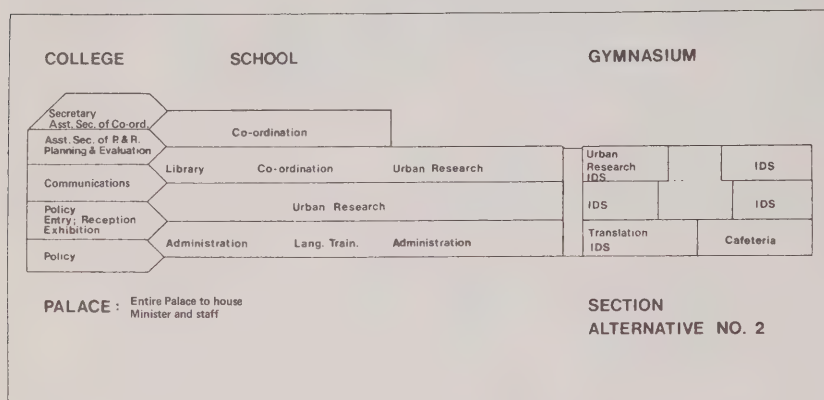 COLLEGE
SCHOOL
GYMNASIUM
Secretary
Asst. Sec. of Co-ord.
Asst. Sec. of P. & R.
Planning & Evaluation
Communications
Policy
Entry; Reception
Exhibition
Policy
Co-ordination
Library Co-ordination Urban Research
Urban Research
Administration Lang. Train. Administration
Urban
Research
IDS
IDS
IDS
IDS
Translation
IDS
Cafeteria
PALACE : Entire Palace to house
Minister and staff
SECTION
ALTERNATIVE NO. 2